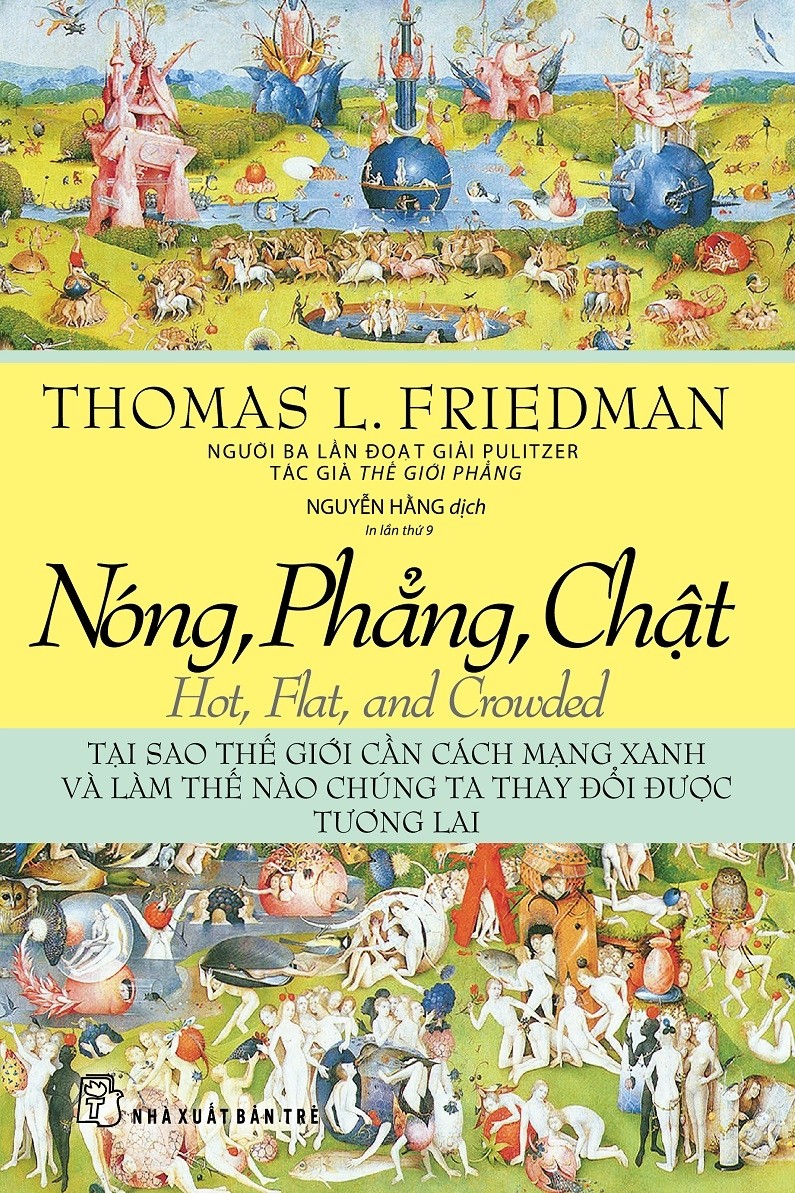 THOMAS L. FRIEDMAN
NGƯỜI BA LẦN ĐOẠT GIẢI PULITZER
TÁC GIẢ THẾ GIỚI PHẲNG
NGUYỄN HẰNG dịch
In lần thứ 9
Nóng, Phẳng, Chật
Hot, Flat, and Crowded
TẠI SAO THẾ GIỚI CẦN CÁCH MẠNG XANH
VÀ LÀM THẾ NÀO CHÚNG TA THAY ĐỔI ĐƯỢC
TƯƠNG LAI
NHÀ XUẤT BẢN TRẺ